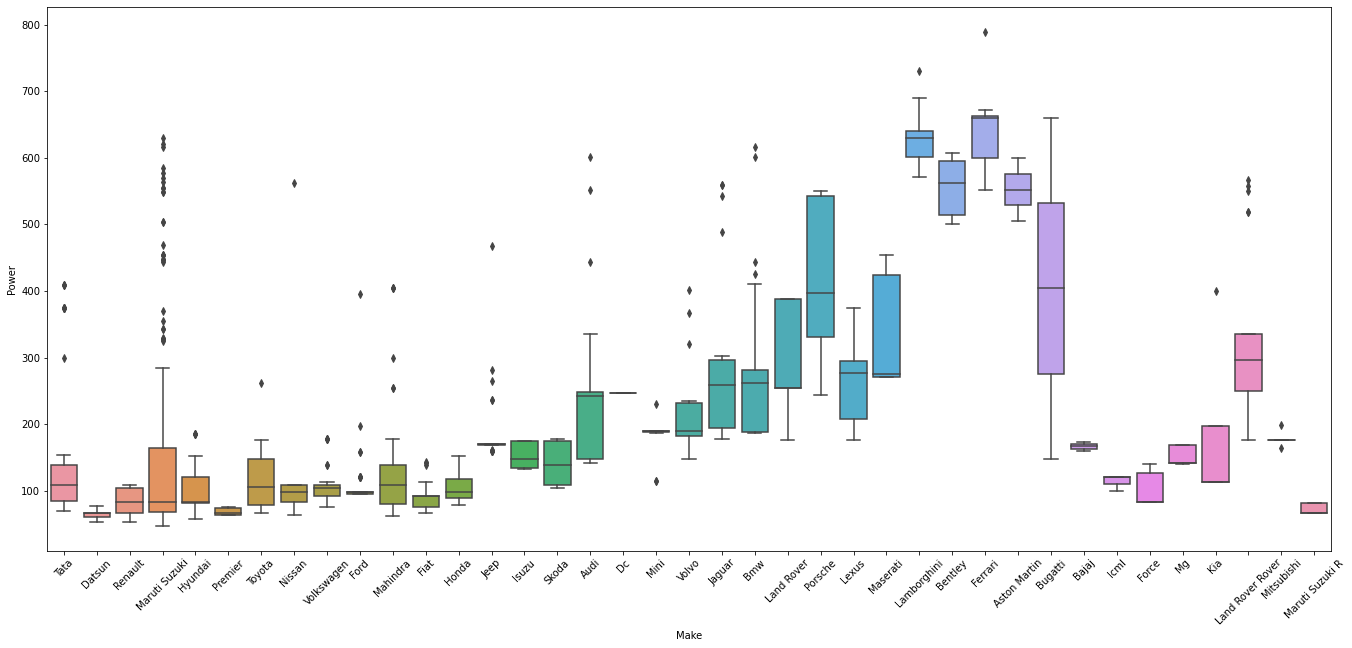 800
700
600
500
400
300
200
100
Power
Tata
Datsun
Renault
Maruti Suzuki
Hyundai
Premier
Toyota
Nissan
Volkswagen
Ford
Mahindra
Fiat
Honda
Jeep
Isuzu
Skoda
Audi
Dc
Mini
Volvo
Jaguar
Bmw
Land Rover
Porsche
Lexus
Maserati
Lamborghini
Bentley
Ferrari
Aston Martin
Bugatti
Bajaj
Icml
Force
Mg
Kia
Land Rover Rover
Mitsubishi
Maruti Suzuki R
Make